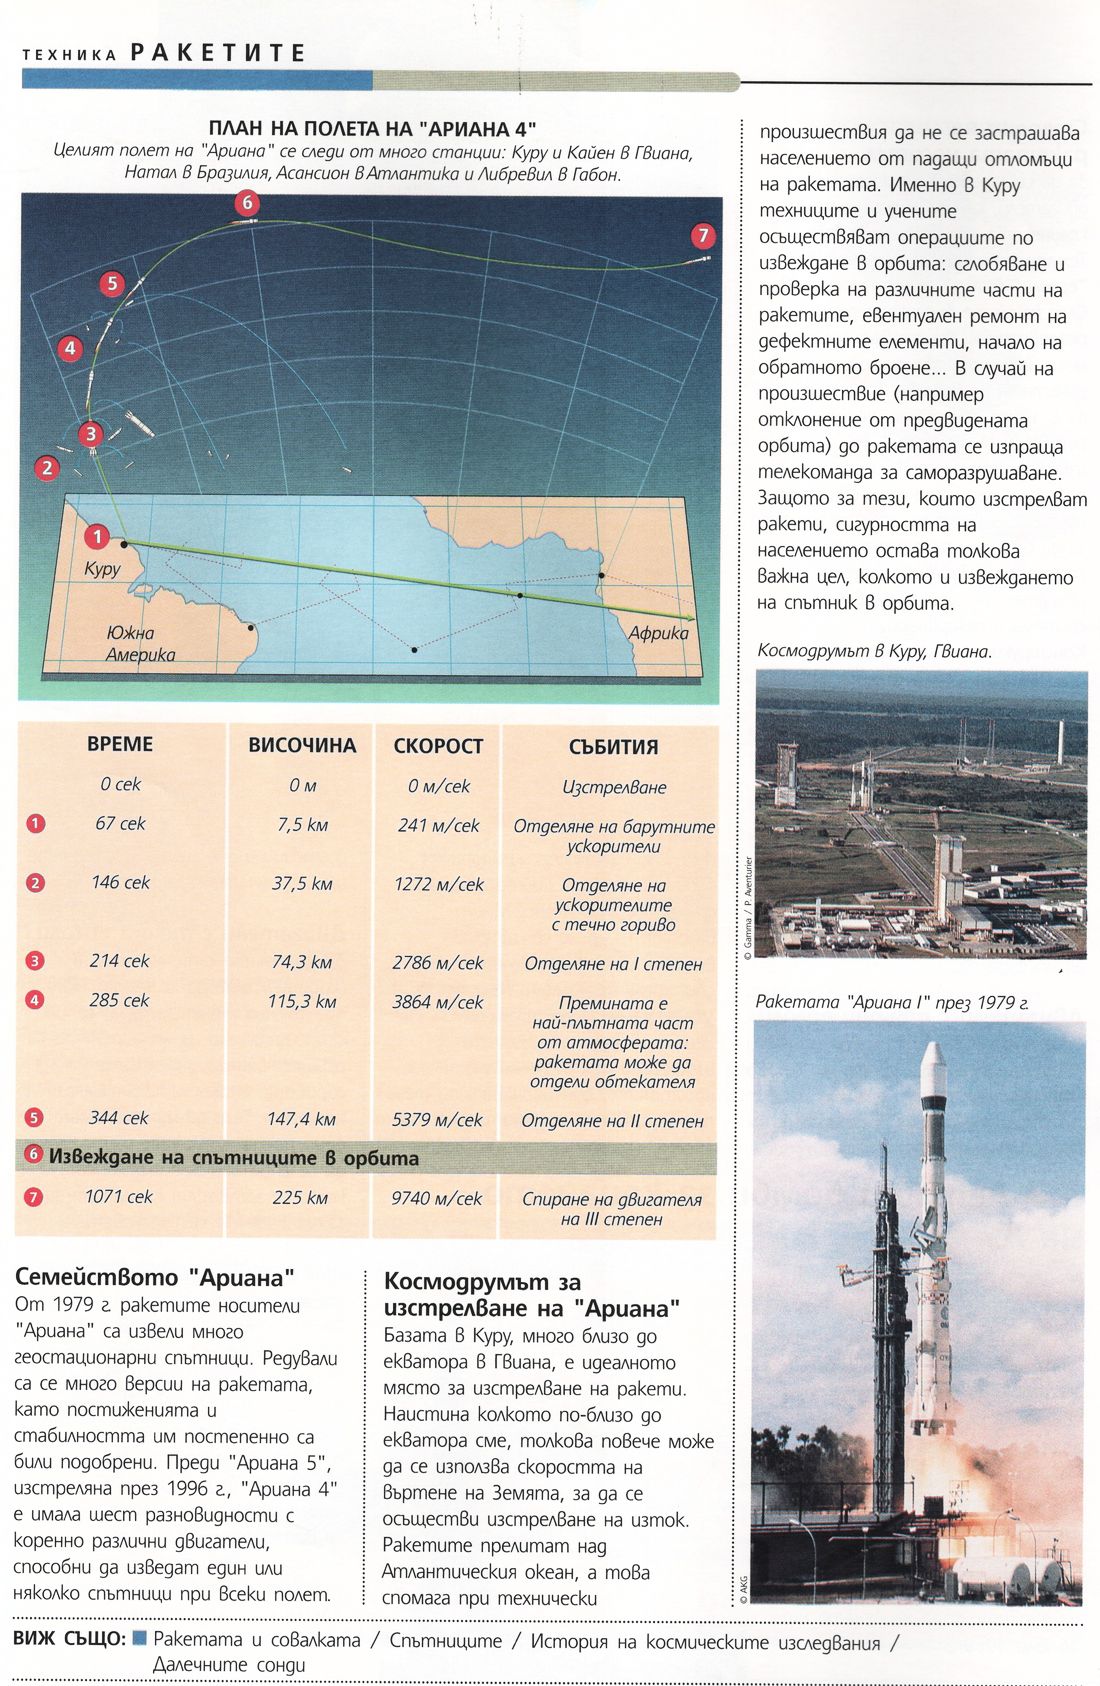 ТЕХНИКА РАКЕТИТЕ
ПЛАН НА ПОЛЕТА НА "АРИАНА 4"
Целият полет на "Ариана" се следи от много станции: Куру и Кайен в Гвиана,
Натал в Бразилия, Асансион в Атлантика и Либревил в Габон.
6
7
5
4
3
2
1
Куру
Южна
Америка
Африка
ВРЕМЕ ВИСОЧИНА СКОРОСТ СЪБИТИЯ
0 сек 0 м 0 м/сек Изстрелване
1 67 сек 7,5 км 241 м/сек Отделяне на барутните
ускорители
2 146 сек 37,5 км 1272 м/сек Отделяне на
ускорителите
с течно гориво
3 214 сек 74,3 км 2786 м/сек Отделяне на I степен
4 285 сек 115,3 км 3864 м/сек Премината е
най-плътната част
от атмосферата:
ракетата може да
отдели обтекателя
5 344 сек 147,4 км 5379 м/сек Отделяне на II степен
6 Извеждане на спътниците в орбита
7 1071 сек 225 км 9740 м/сек Спиране на двигателя
на III степен
Семейството "Ариана"
От 1979 г. ракетите носители
"Ариана" са извели много
геостационарни спътници. Редували
са се много версии на ракетата,
като постиженията и
стабилността им постепенно са
били подобрени. Преди "Ариана 5",
изстреляна през 1996 г., "Ариана 4"
е имала шест разновидности с
коренно различни двигатели,
способни да изведат един или
няколко спътници при всеки полет.
Космодрумът за
изстрелване на "Ариана"
Базата в Куру, много близо до
екватора в Гвиана, е идеалното
място за изстрелване на ракети.
Наистина колкото по-близо до
екватора сме, толкова повече може
да се използва скоростта на
въртене на Земята, за да се
осъществи изстрелване на изток.
Ракетите прелитат над
Атлантическия океан, а това
спомага при технически
произшествия да не се застрашава
населението от падащи отломъци
на ракетата. Именно в Куру
техниците и учените
осъществяват операциите по
извеждане в орбита: сглобяване и
проверка на различните части на
ракетите, евентуален ремонт на
дефектните елементи, начало на
обратното броене... В случай на
произшествие (например
отклонение от предвидената
орбита) до ракетата се изпраща
телекоманда за саморазрушаване.
Защото за тези, които изстрелват
ракети, сигурността на
населението остава толкова
важна цел, колкото и извеждането
на спътник в орбита.
Космодрумът в Куру, Гвиана.
© Gamma / P. Aventurier
Ракетата "Ариана I" през 1979 г.
© AKG
ВИЖ СЪЩО: Ракетата и совалката / Спътниците / История на космическите изследвания /
Далечните сонди